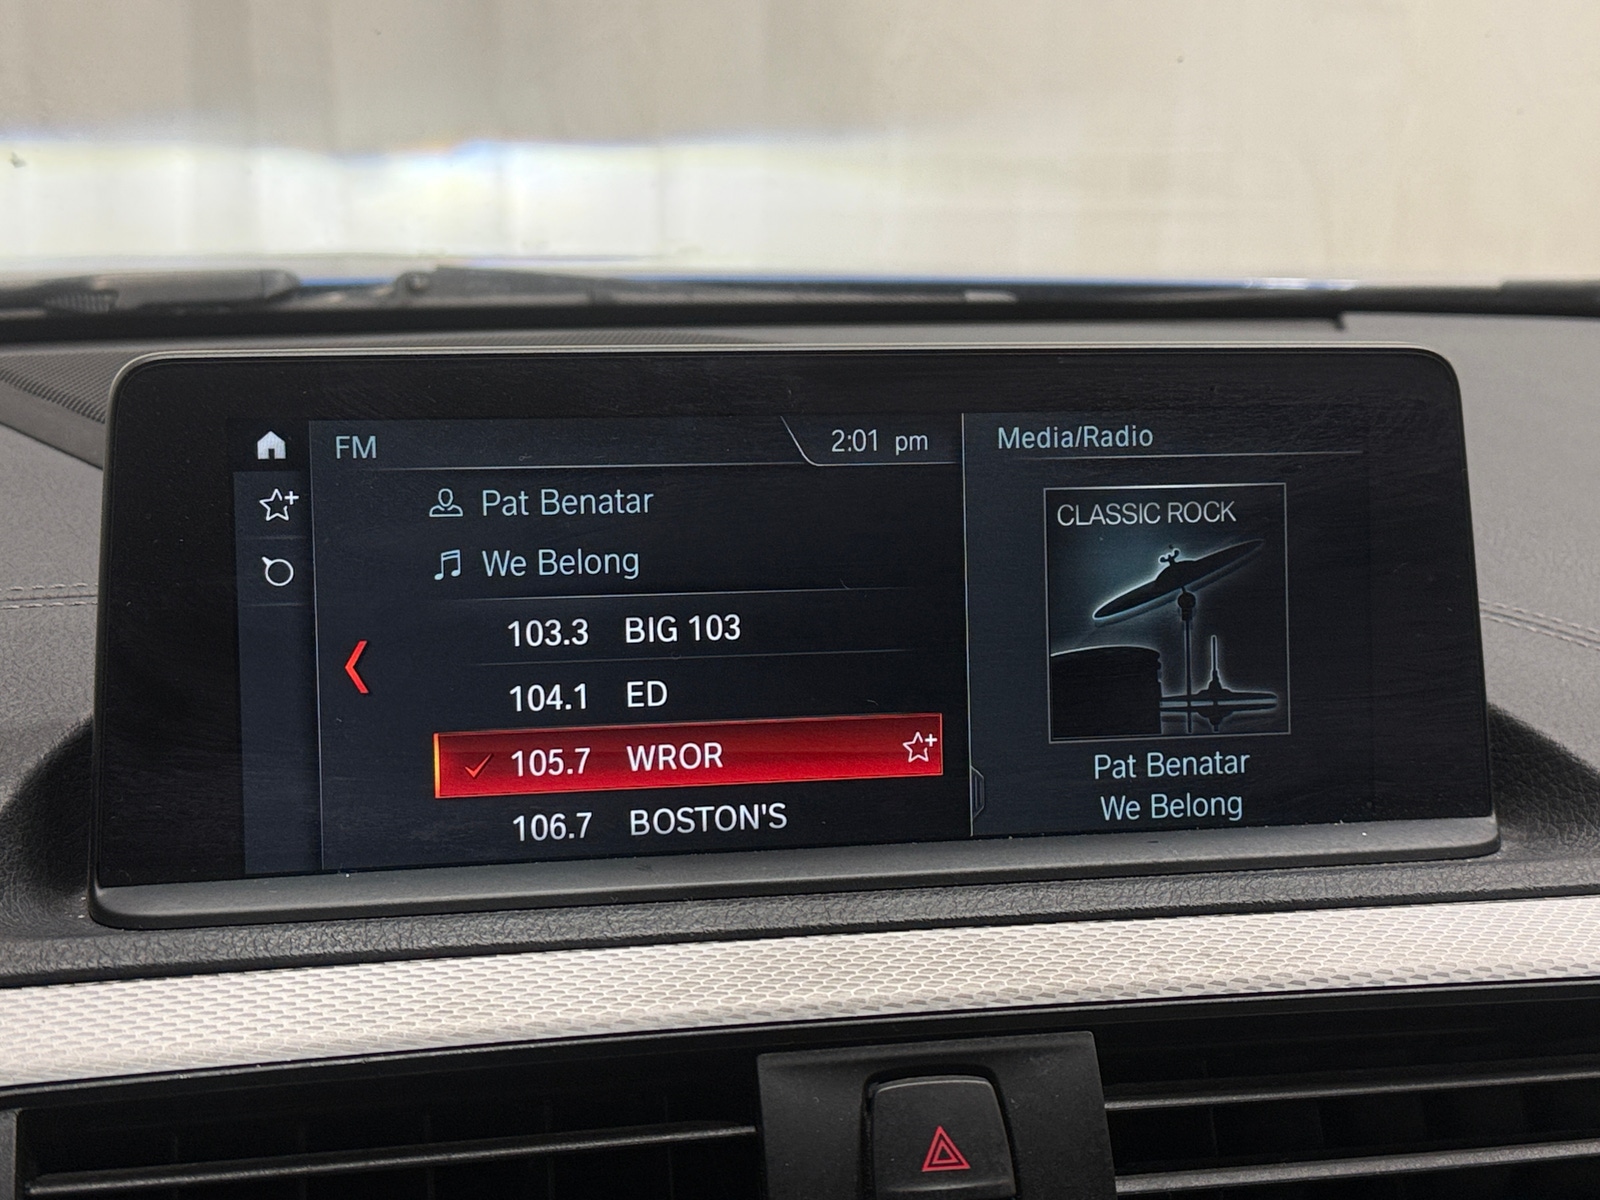 FM
2:01 pm
Pat Benatar
We Belong
103.3 BIG 103
104.1 ED
105.7 WROR
106.7 BOSTON'S
Media/Radio
CLASSIC ROCK
Pat Benatar
We Belong